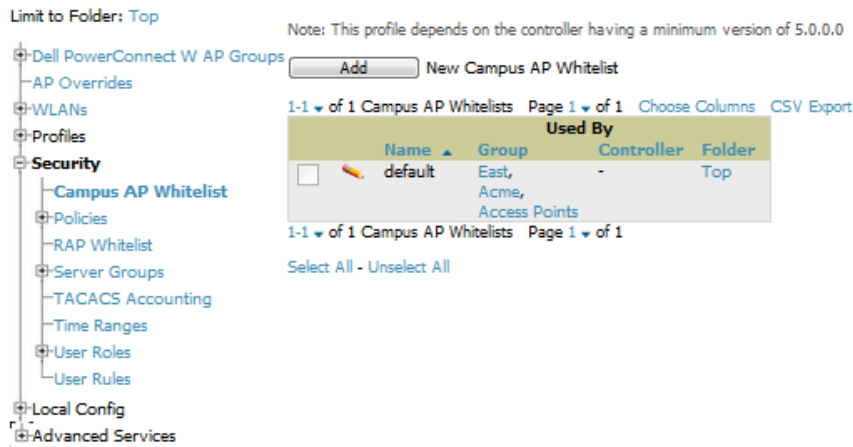 Limit to Folder: Top
Dell PowerConnect W AP Groups
AP Overrides
WLANs
Profiles
Security
Campus AP Whitelist
Policies
RAP Whitelist
Server Groups
TACACS Accounting
Time Ranges
User Roles
User Rules
Local Config
Advanced Services
Note: This profile depends on the controller having a minimum version of 5.0.0.0
Add New Campus AP Whitelist
1-1 of 1 Campus AP Whitelists Page 1 of 1 Choose Columns CSV Export
Used By
Name Group Controller Folder
default East, - Top
Acme,
Access Points
1-1 of 1 Campus AP Whitelists Page 1 of 1
Select All - Unselect All